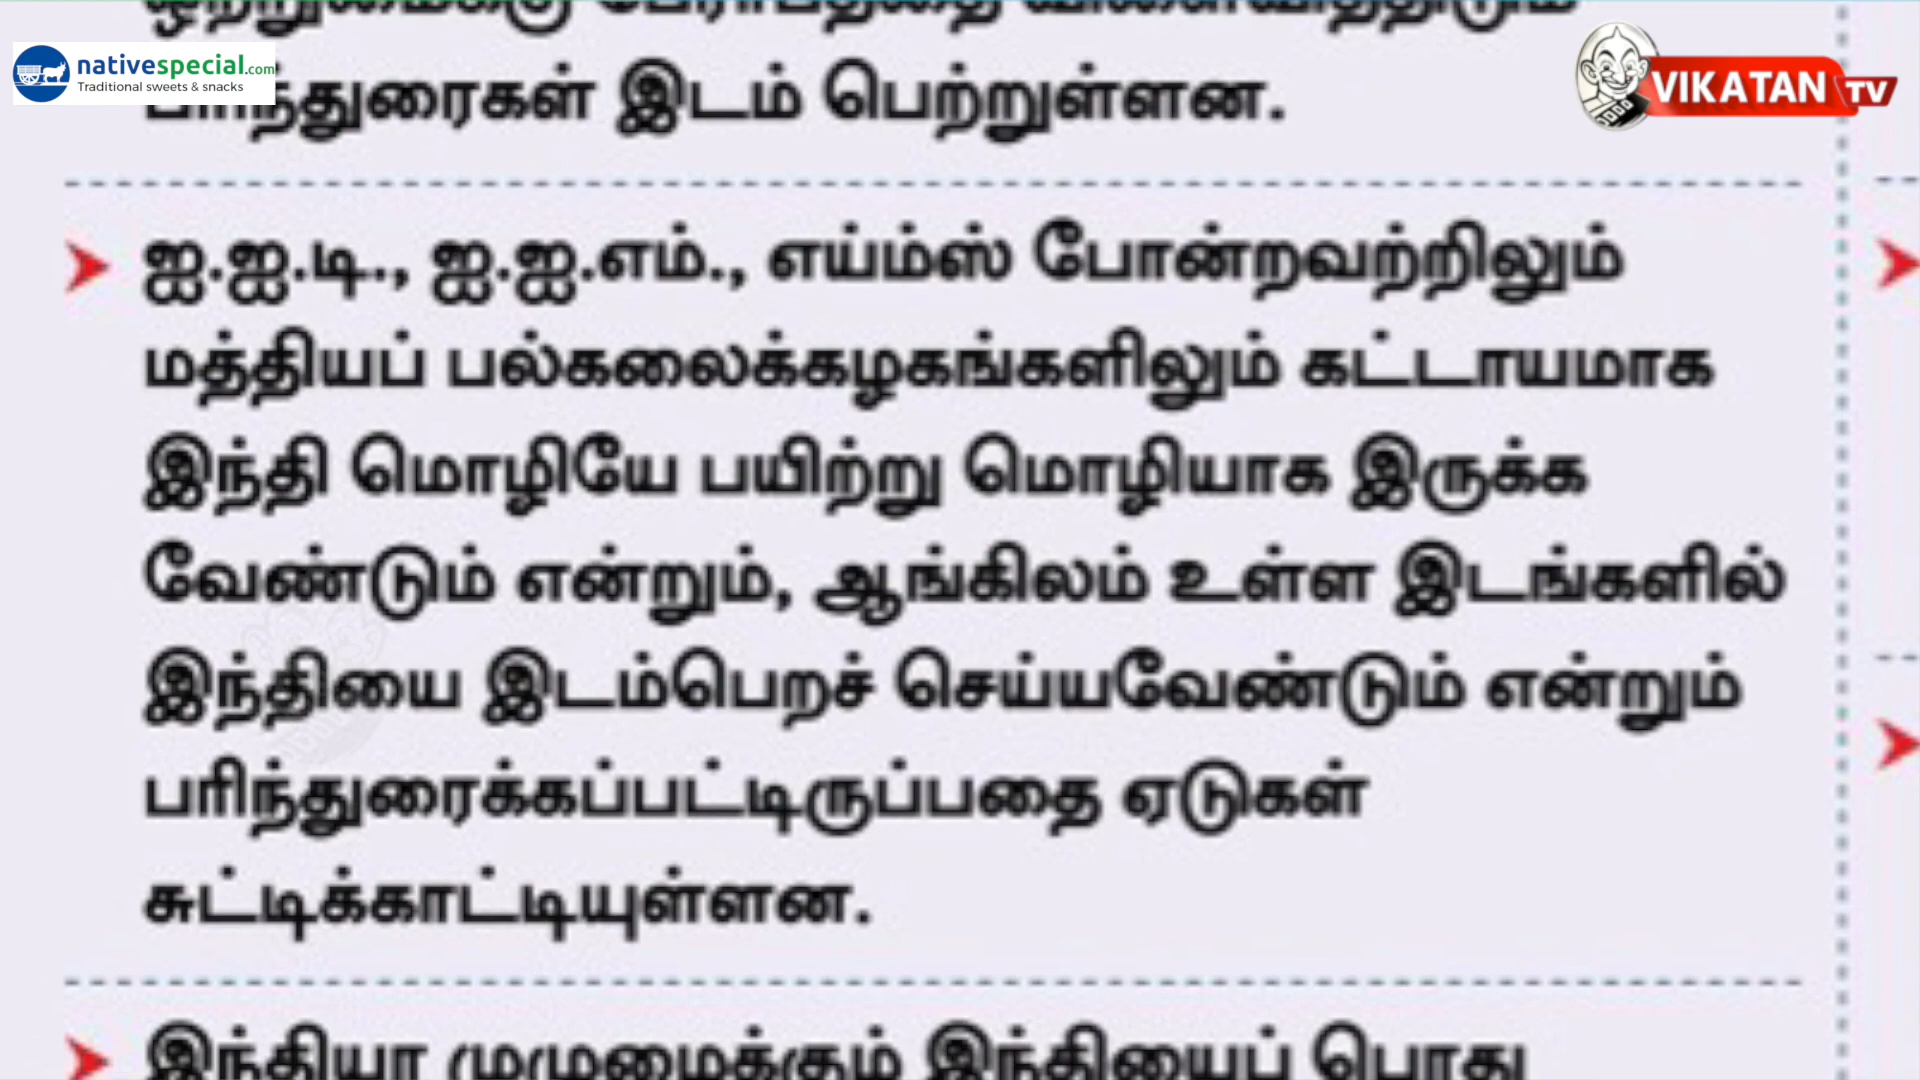 nativespecial.com
Traditional sweets & snacks
VIKATAN TV
பரிந்துரைகள் இடம் பெற்றுள்ளன.
ஐ.ஐ.டி., ஐ.ஐ.எம்., எய்ம்ஸ் போன்றவற்றிலும்
மத்தியப் பல்கலைக்கழகங்களிலும் கட்டாயமாக
இந்தி மொழியே பயிற்று மொழியாக இருக்க
வேண்டும் என்றும், ஆங்கிலம் உள்ள இடங்களில்
இந்தியை இடம்பெறச் செய்யவேண்டும் என்றும்
பரிந்துரைக்கப்பட்டிருப்பதை ஏடுகள்
சுட்டிக்காட்டியுள்ளன.
இந்தியா முழுமைக்கும் இந்தியைப் பொது